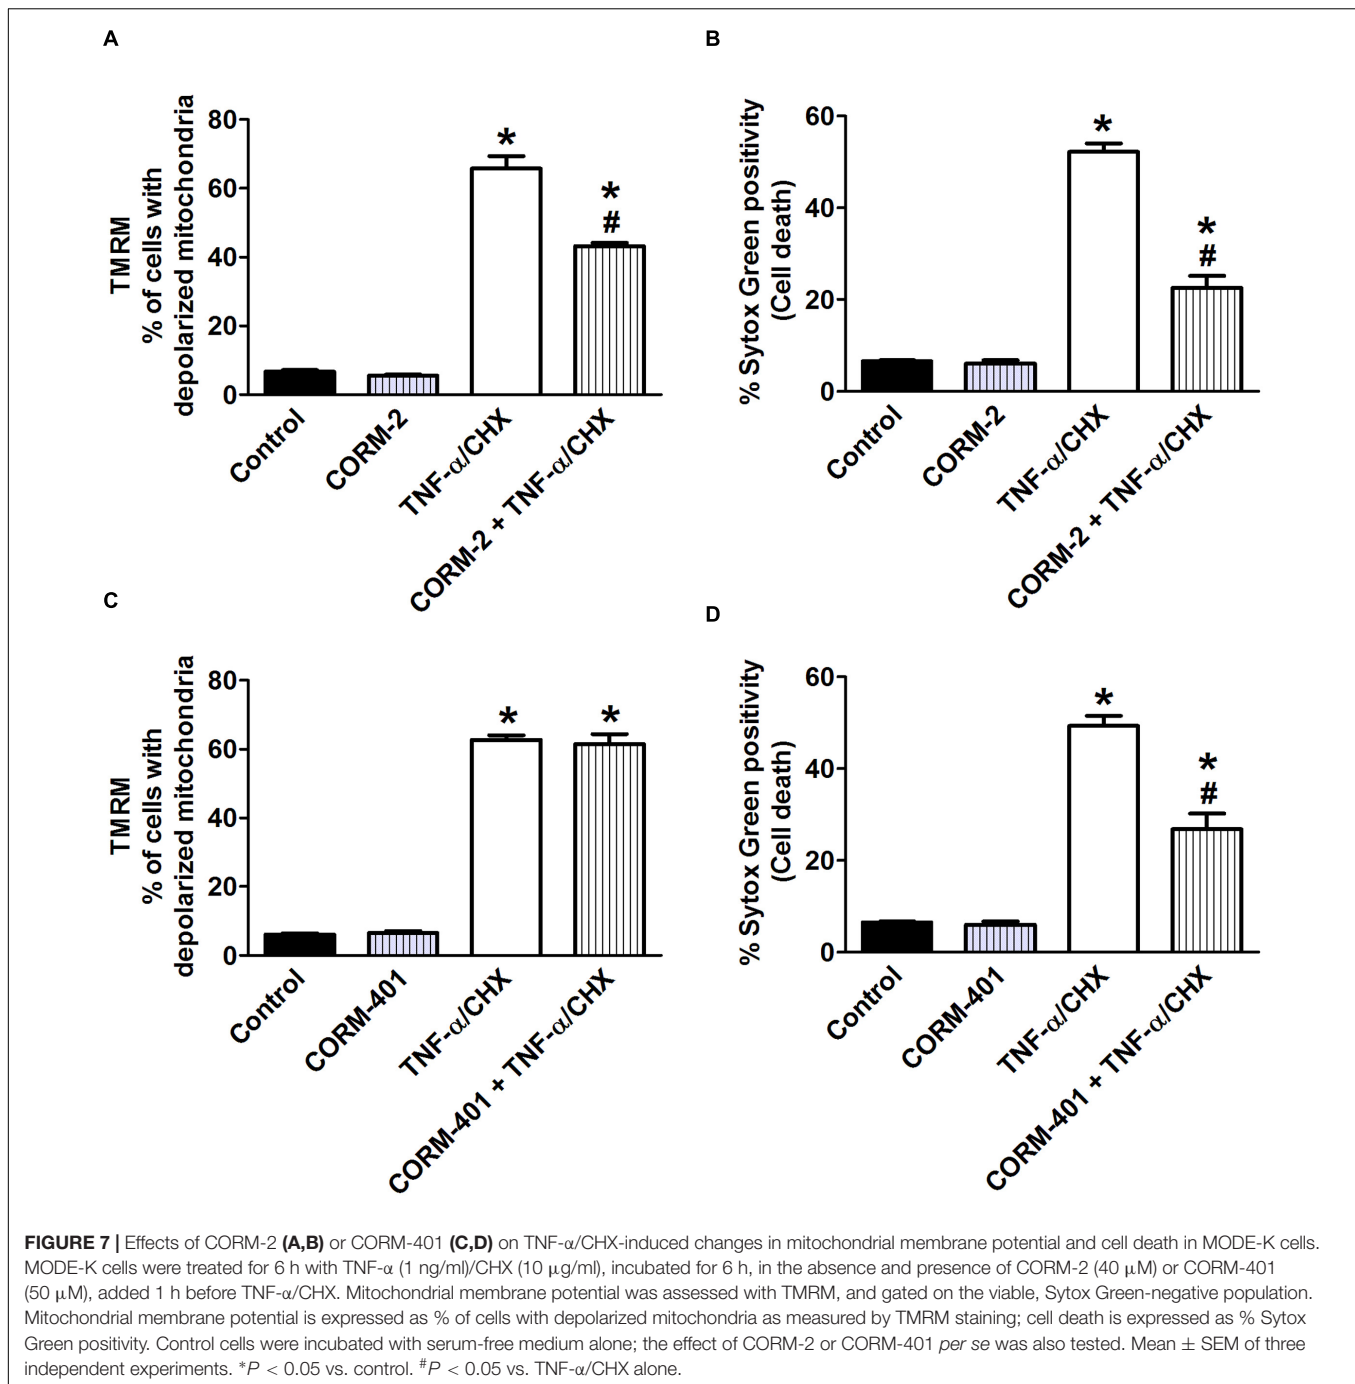 A
TMRM
% of cells with
depolarized mitochondria
80
60
40
20
0
*
*
#
Control
CORM-2
TNF-α/CHX
CORM-2 + TNF-α/CHX
B
% Sytox Green positivity
(Cell death)
60
40
20
0
*
*
#
Control
CORM-2
TNF-α/CHX
CORM-2 + TNF-α/CHX
C
TMRM
% of cells with
depolarized mitochondria
80
60
40
20
0
*
*
Control
CORM-401
TNF-α/CHX
CORM-401 + TNF-α/CHX
D
% Sytox Green positivity
(Cell death)
60
40
20
0
*
*
#
Control
CORM-401
TNF-α/CHX
CORM-401 + TNF-α/CHX
FIGURE 7 | Effects of CORM-2 (A,B) or CORM-401 (C,D) on TNF-α/CHX-induced changes in mitochondrial membrane potential and cell death in MODE-K cells.
MODE-K cells were treated for 6 h with TNF-α (1 ng/ml)/CHX (10 μg/ml), incubated for 6 h, in the absence and presence of CORM-2 (40 μM) or CORM-401
(50 μM), added 1 h before TNF-α/CHX. Mitochondrial membrane potential was assessed with TMRM, and gated on the viable, Sytox Green-negative population.
Mitochondrial membrane potential is expressed as % of cells with depolarized mitochondria as measured by TMRM staining; cell death is expressed as % Sytox
Green positivity. Control cells were incubated with serum-free medium alone; the effect of CORM-2 or CORM-401 per se was also tested. Mean ± SEM of three
independent experiments. *P < 0.05 vs. control. #P < 0.05 vs. TNF-α/CHX alone.